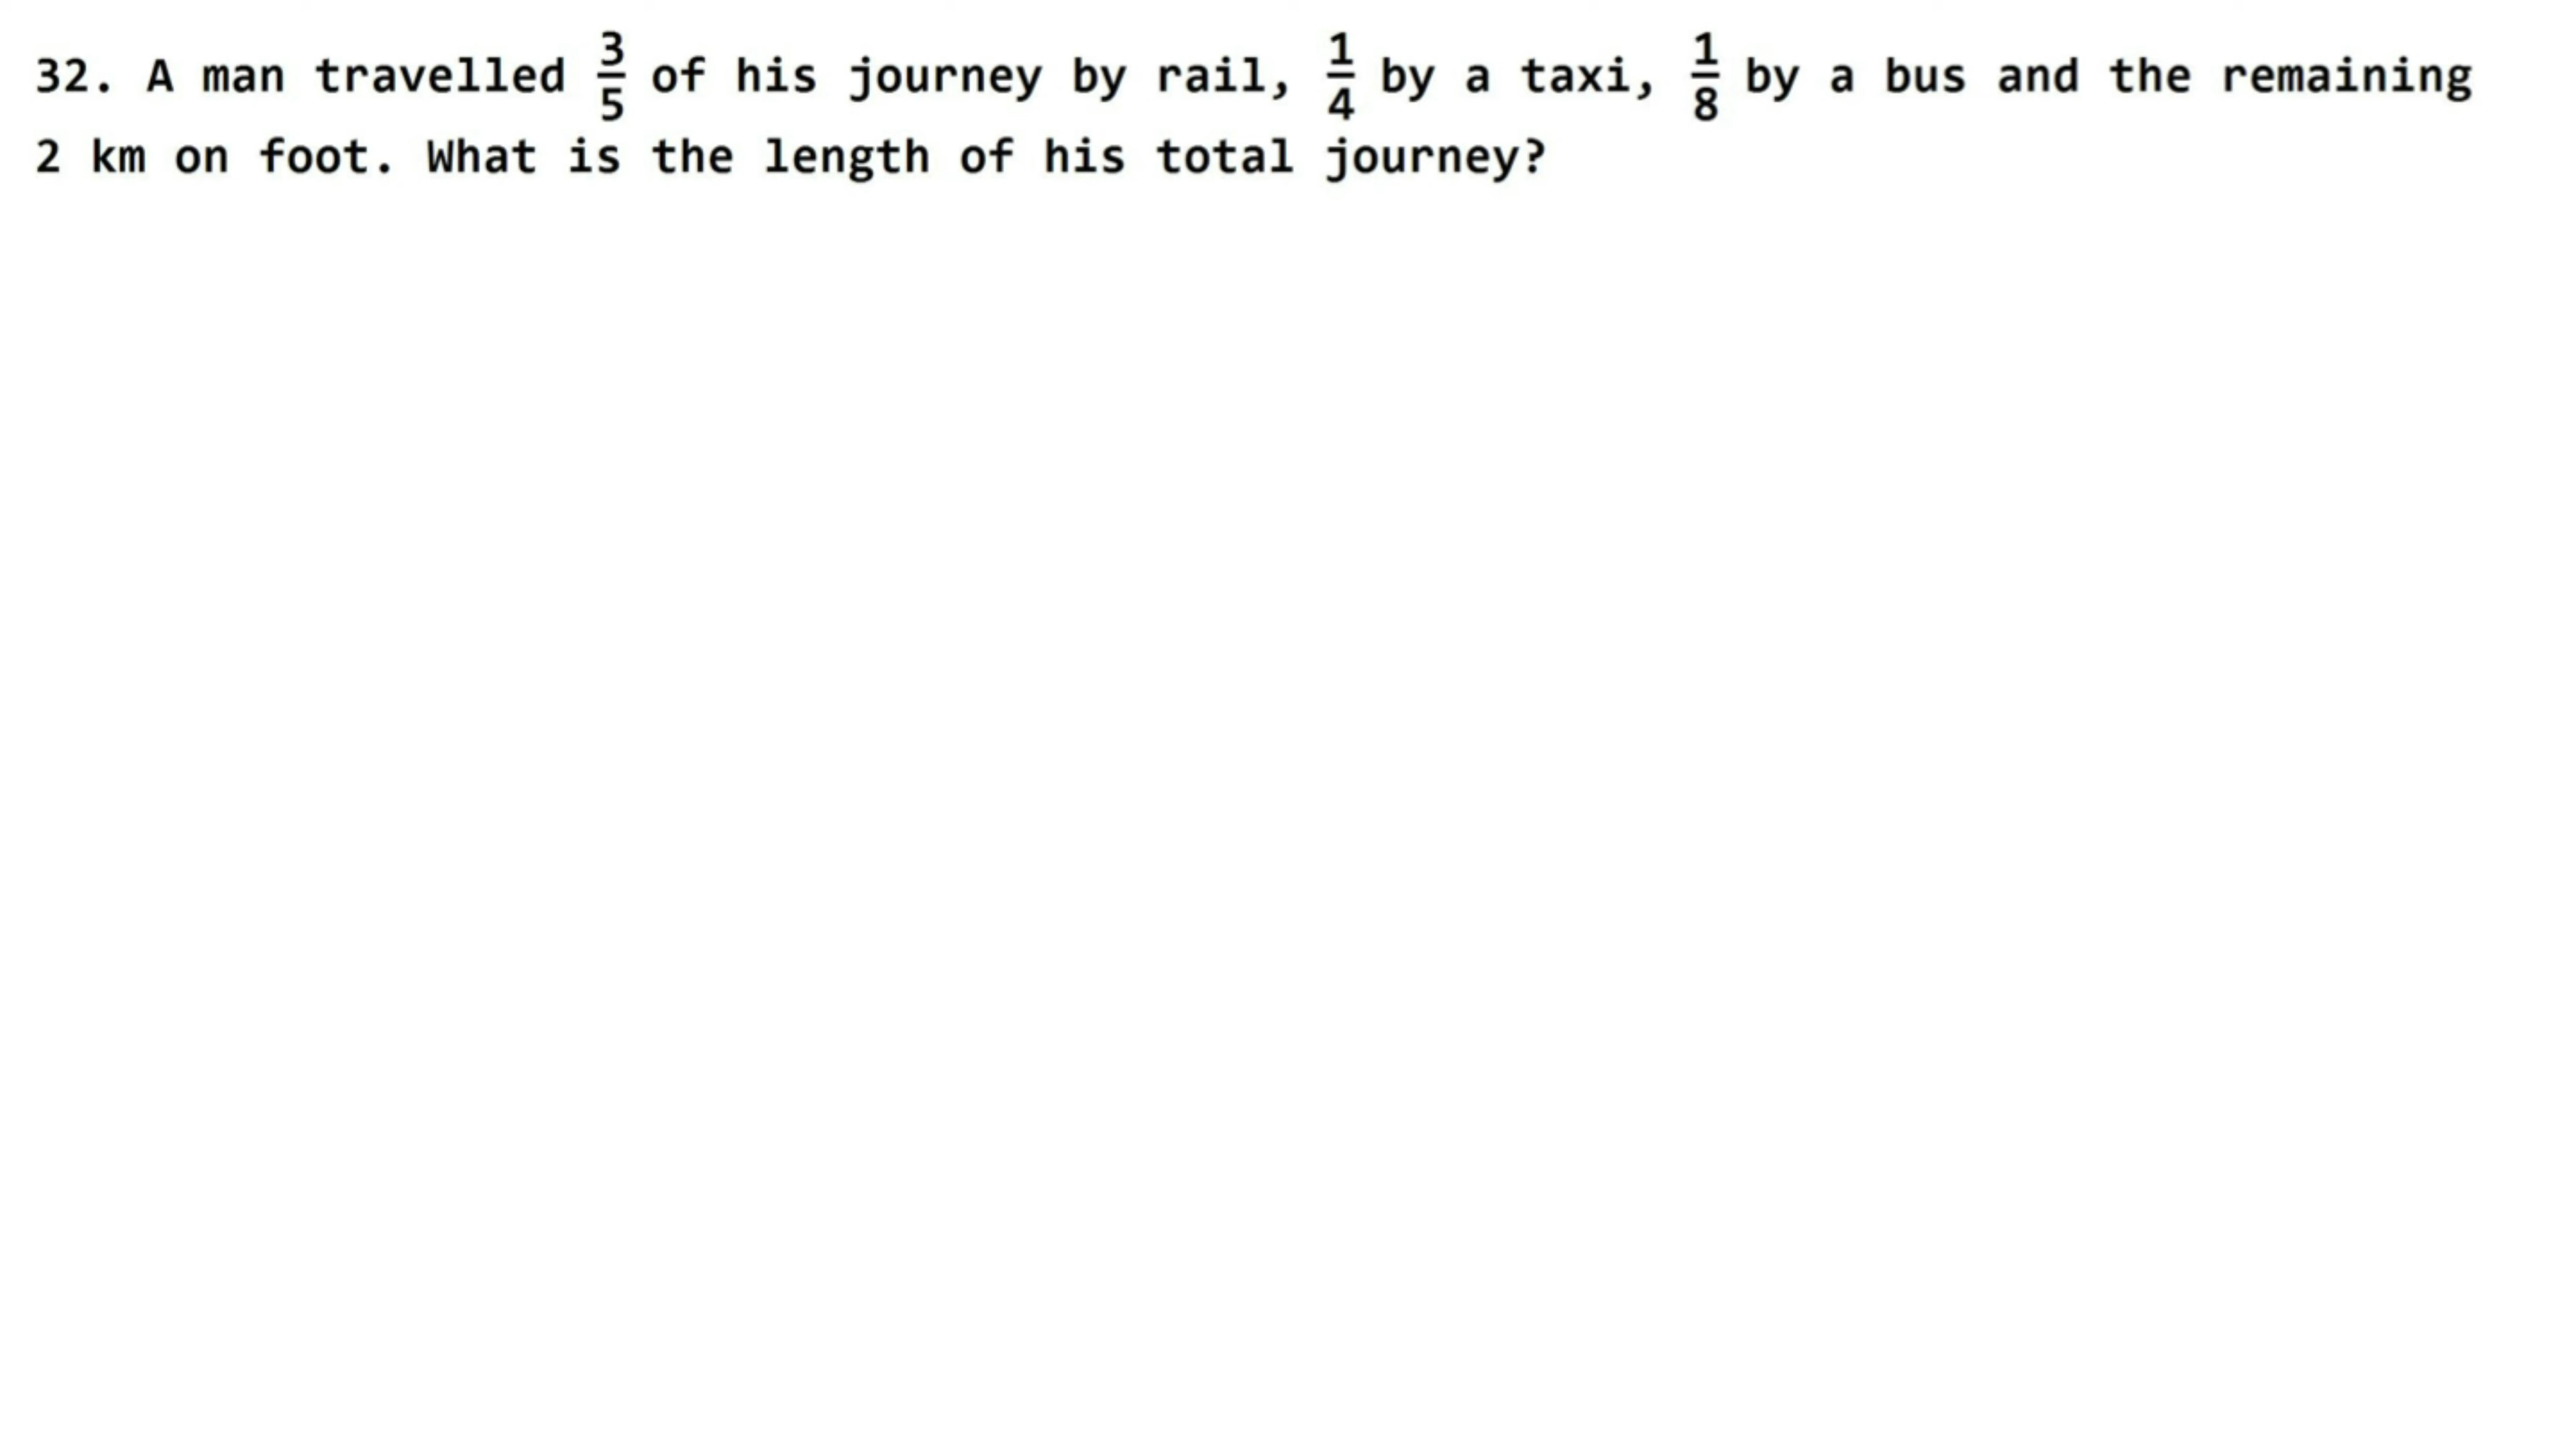 32. A man travelled 3/5 of his journey by rail, 1/4 by a taxi, 1/8 by a bus and the remaining
2 km on foot. What is the length of his total journey?